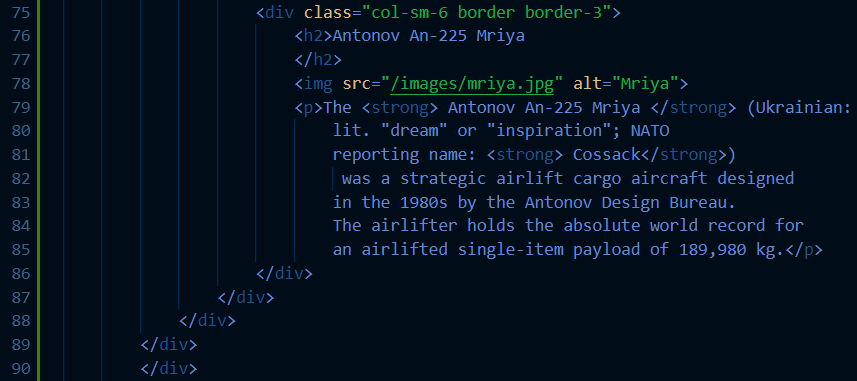 75 <div class="col-sm-6 border border-3">
76 <h2>Antonov An-225 Mriya
77 </h2>
78 <img src="/images/mriya.jpg" alt="Mriya">
79 <p>The <strong> Antonov An-225 Mriya </strong> (Ukrainian:
80 lit. "dream" or "inspiration"; NATO
81 reporting name: <strong> Cossack</strong>)
82 was a strategic airlift cargo aircraft designed
83 in the 1980s by the Antonov Design Bureau.
84 The airlifter holds the absolute world record for
85 an airlifted single-item payload of 189,980 kg.</p>
86 </div>
87 </div>
88 </div>
89 </div>
90 </div>